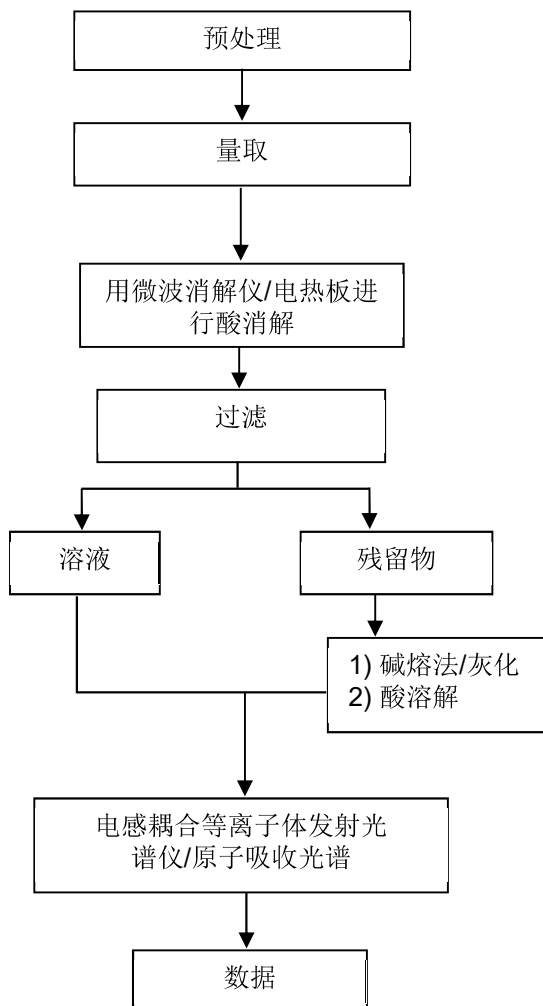 预处理
量取
用微波消解仪/电热板进
行酸消解
过滤
溶液
残留物
1) 碱熔法/灰化
2) 酸溶解
电感耦合等离子体发射光
谱仪/原子吸收光谱
数据